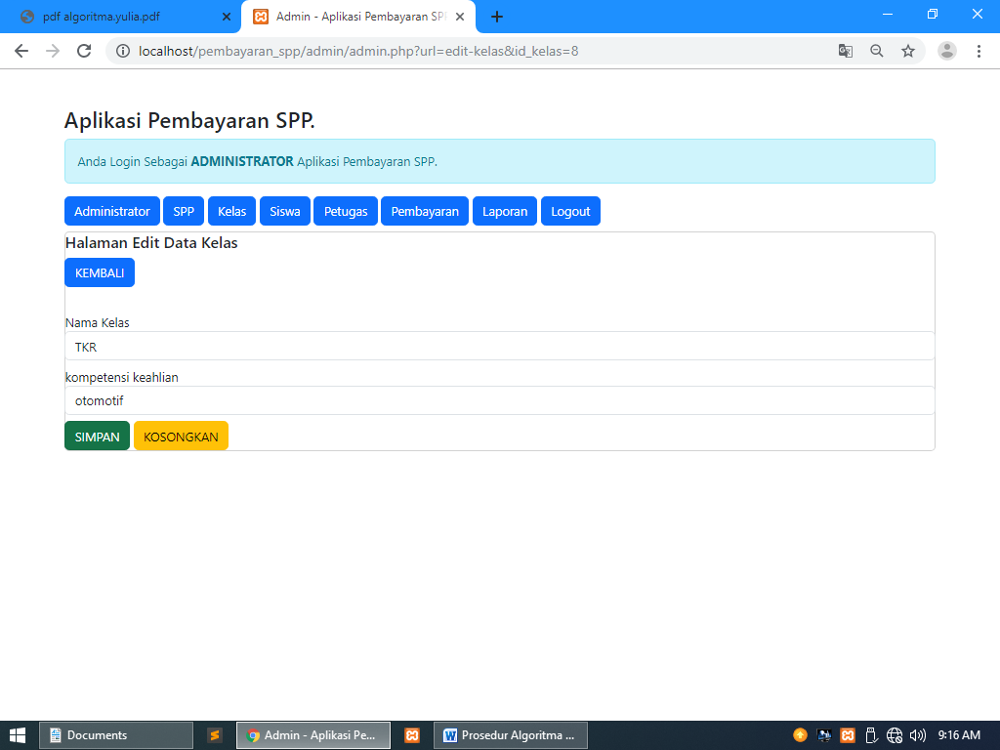 pdf algoritma.yulia.pdf
Admin - Aplikasi Pembayaran SP
localhost/pembayaran_spp/admin/admin.php?url=edit-kelas&id_kelas=8
Aplikasi Pembayaran SPP.
Anda Login Sebagai ADMINISTRATOR Aplikasi Pembayaran SPP.
Administrator SPP Kelas Siswa Petugas Pembayaran Laporan Logout
Halaman Edit Data Kelas
KEMBALI
Nama Kelas
TKR
kompetensi keahlian
otomotif
SIMPAN KOSONGKAN
Documents Admin - Aplikasi Pe... Prosedur Algoritma ... 9:16 AM